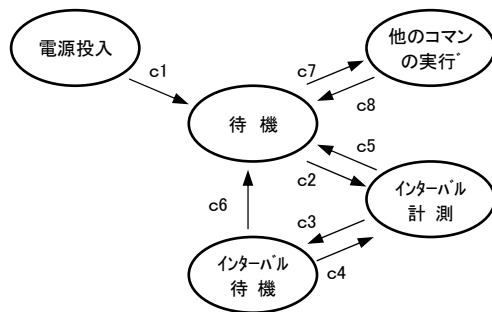 電源投入
他のコマンド
の実行
c1
c7
c8
待 機
c5
c2
インターバル
計 測
c6
c3
c4
インターバル
待 機